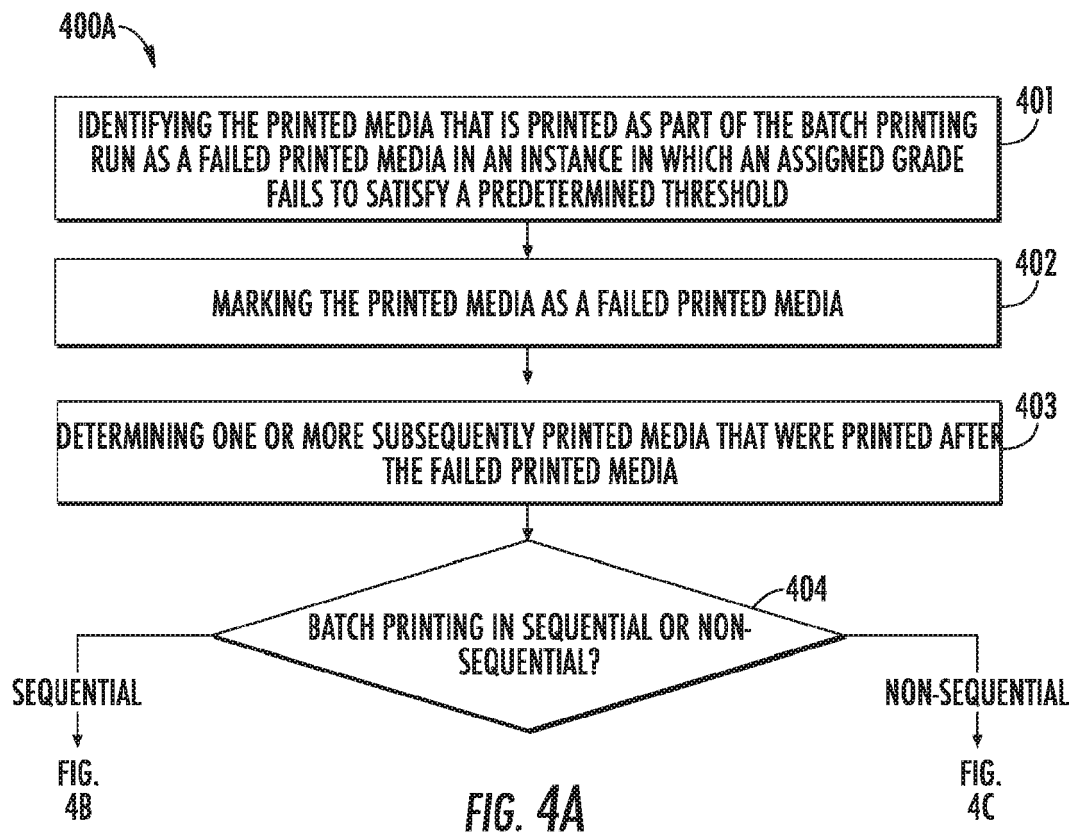 400A
401
IDENTIFYING THE PRINTED MEDIA THAT IS PRINTED AS PART OF THE BATCH PRINTING
RUN AS A FAILED PRINTED MEDIA IN AN INSTANCE IN WHICH AN ASSIGNED GRADE
FAILS TO SATISFY A PREDETERMINED THRESHOLD
402
MARKING THE PRINTED MEDIA AS A FAILED PRINTED MEDIA
403
DETERMINING ONE OR MORE SUBSEQUENTLY PRINTED MEDIA THAT WERE PRINTED AFTER
THE FAILED PRINTED MEDIA
404
BATCH PRINTING IN SEQUENTIAL OR NON-
SEQUENTIAL?
SEQUENTIAL
NON-SEQUENTIAL
FIG.
4B
FIG.
4C
FIG. 4A